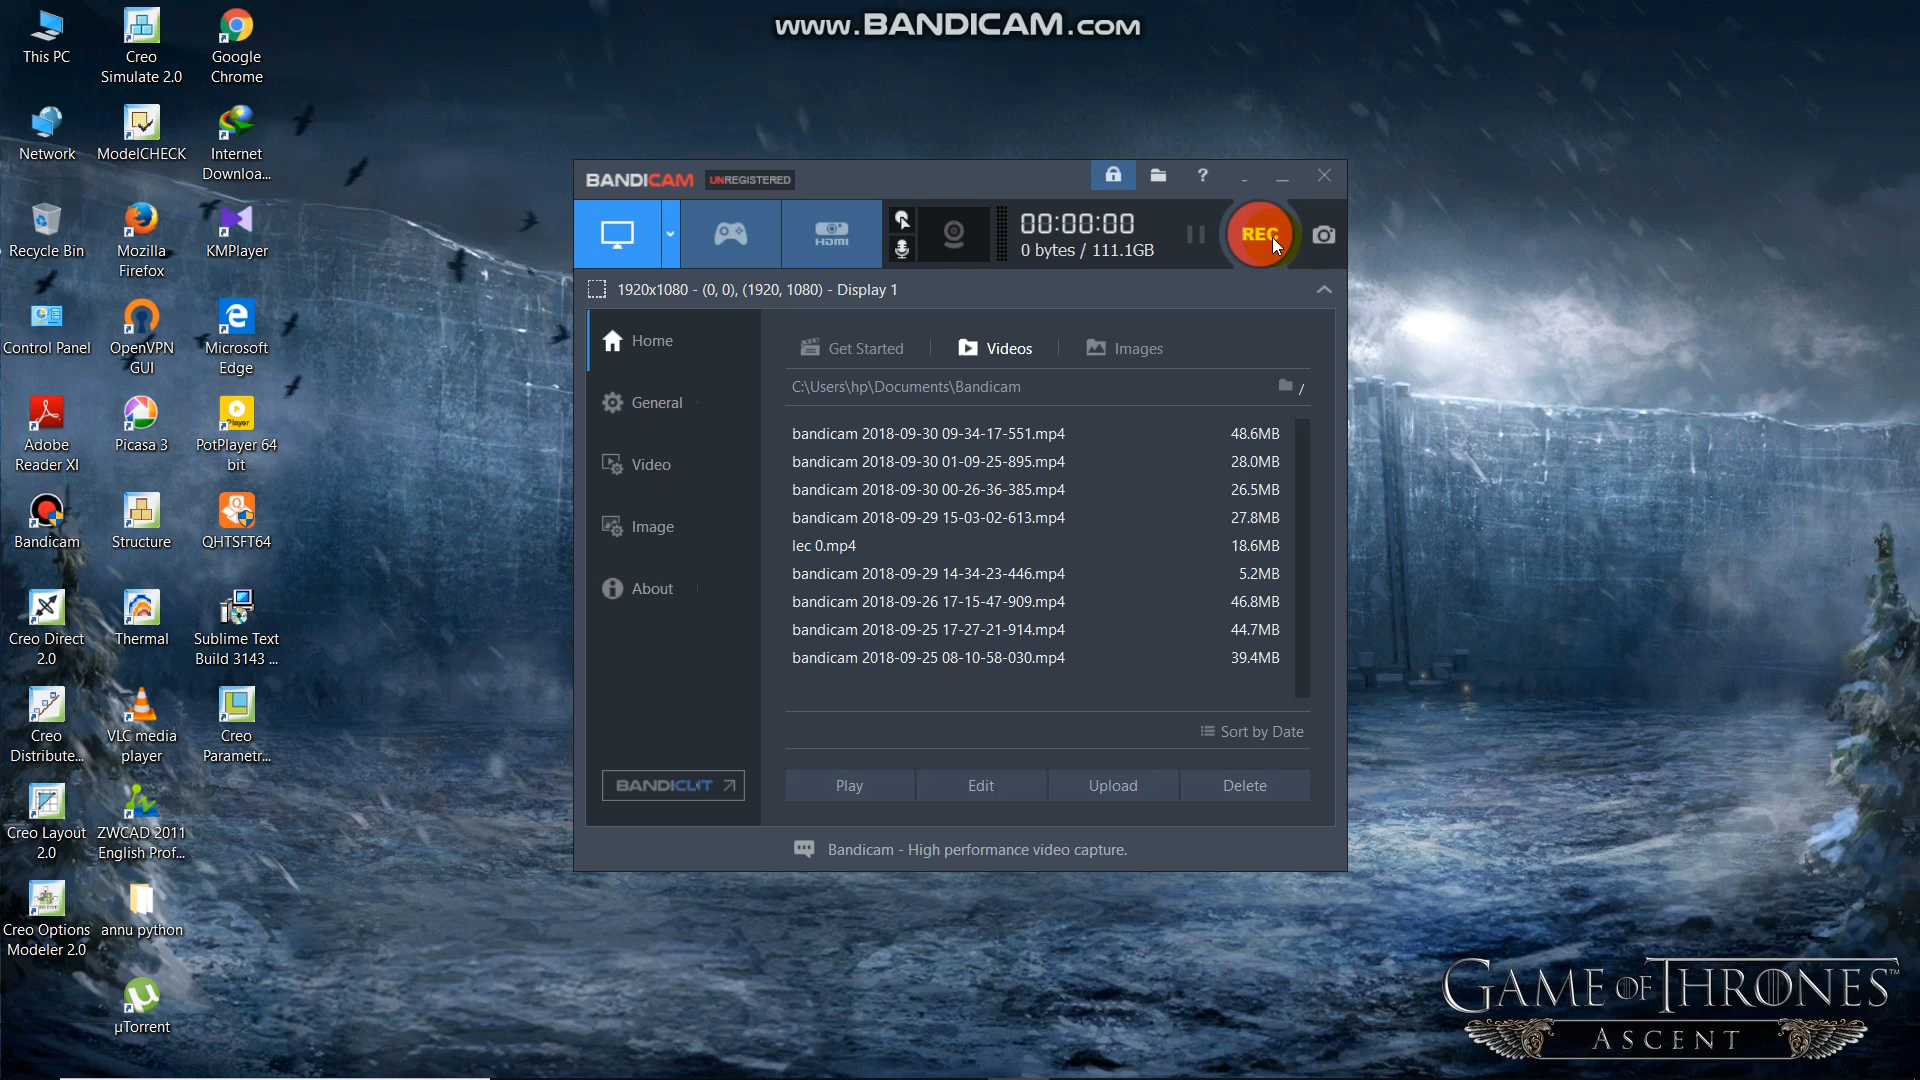 www.BANDICAM.com
This PC
Creo
Simulate 2.0
Google
Chrome
Network
ModelCHECK
Internet
Downloa...
Recycle Bin
Mozilla
Firefox
KMPlayer
Control Panel
OpenVPN
GUI
Microsoft
Edge
Adobe
Reader XI
Picasa 3
Player
PotPlayer 64
bit
Bandicam
Structure
QHTSFT64
Creo Direct
2.0
Thermal
Sublime Text
Build 3143 ...
Creo
Distribute...
VLC media
player
Creo
Parametr...
Creo Layout
2.0
ZWCAD 2011
English Prof...
Creo Options
Modeler 2.0
annu python
µTorrent
BANDICAM UNREGISTERED
?
HDMI
00:00:00
0 bytes / 111.1GB
REC
1920x1080 - (0, 0), (1920, 1080) - Display 1
Home
General
Video
Image
About
BANDICUT
Get Started
Videos
Images
C:\Users\hp\Documents\Bandicam
/
bandicam 2018-09-30 09-34-17-551.mp4 48.6MB
bandicam 2018-09-30 01-09-25-895.mp4 28.0MB
bandicam 2018-09-30 00-26-36-385.mp4 26.5MB
bandicam 2018-09-29 15-03-02-613.mp4 27.8MB
lec 0.mp4 18.6MB
bandicam 2018-09-29 14-34-23-446.mp4 5.2MB
bandicam 2018-09-26 17-15-47-909.mp4 46.8MB
bandicam 2018-09-25 17-27-21-914.mp4 44.7MB
bandicam 2018-09-25 08-10-58-030.mp4 39.4MB
Sort by Date
Play
Edit
Upload
Delete
Bandicam - High performance video capture.
GAME OF THRONES™
ASCENT